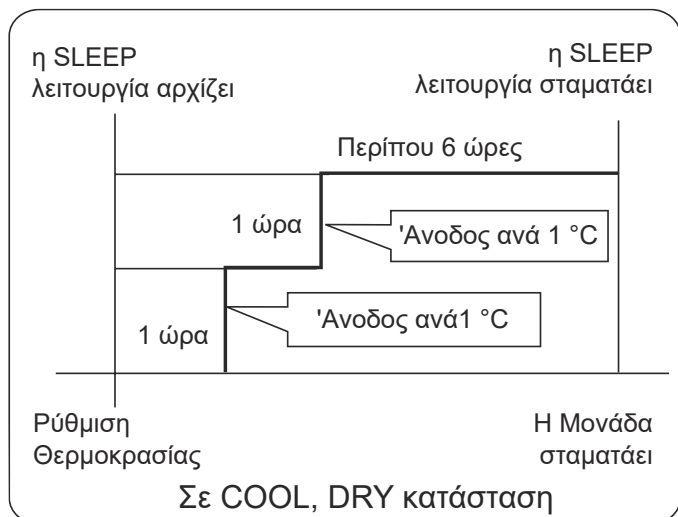 η SLEEP
λειτουργία αρχίζει
η SLEEP
λειτουργία σταματάει
Περίπου 6 ώρες
1 ώρα
'Ανοδος ανά 1 °C
'Ανοδος ανά1 °C
1 ώρα
Ρύθμιση
Θερμοκρασίας
Η Μονάδα
σταματάει
Σε COOL, DRY κατάσταση